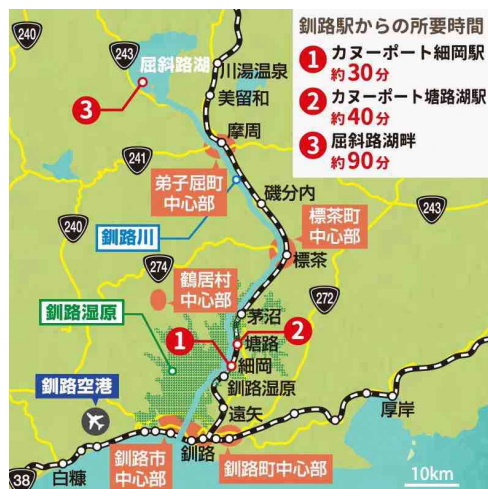 釧路駅からの所要時間
1 カヌーポート細岡駅
約30分
2 カヌーポート塘路湖駅
約40分
3 屈斜路湖畔
約90分
240
243
屈斜路湖
川湯温泉
3
美留和
摩周
241
弟子屈町
中心部
磯分内
標茶町
中心部
243
240
釧路川
274
標茶
鶴居村
中心部
272
釧路湿原
茅沼
1
2
塘路
細岡
釧路湿原
釧路空港
遠矢
厚岸
釧路市
中心部
釧路
釧路町中心部
38
白糠
10km